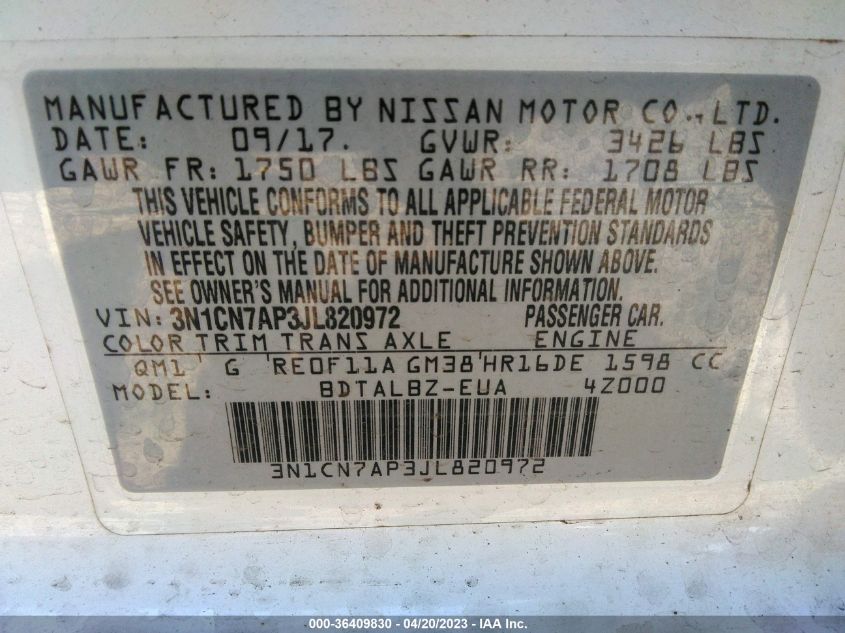 MANUFACTURED BY NISSAN MOTOR CO., LTD.
DATE: 09/17. GVWR: 3426 LBS
GAWR FR: 1750 LBS GAWR RR: 1708 LBS
THIS VEHICLE CONFORMS TO ALL APPLICABLE FEDERAL MOTOR
VEHICLE SAFETY, BUMPER AND THEFT PREVENTION STANDARDS
IN EFFECT ON THE DATE OF MANUFACTURE SHOWN ABOVE.
SEE OWNER'S MANUAL FOR ADDITIONAL INFORMATION.
VIN: 3N1CN7AP3JL820972 PASSENGER CAR.
COLOR TRIM TRANS AXLE ENGINE
QM1 ' G 'RE0F11A GM38'HR16DE 1598 CC
MODEL: BDTALBZ-EUA 4Z000
3N1CN7AP3JL820972
000-36409830 - 04/20/2023 - IAA Inc.